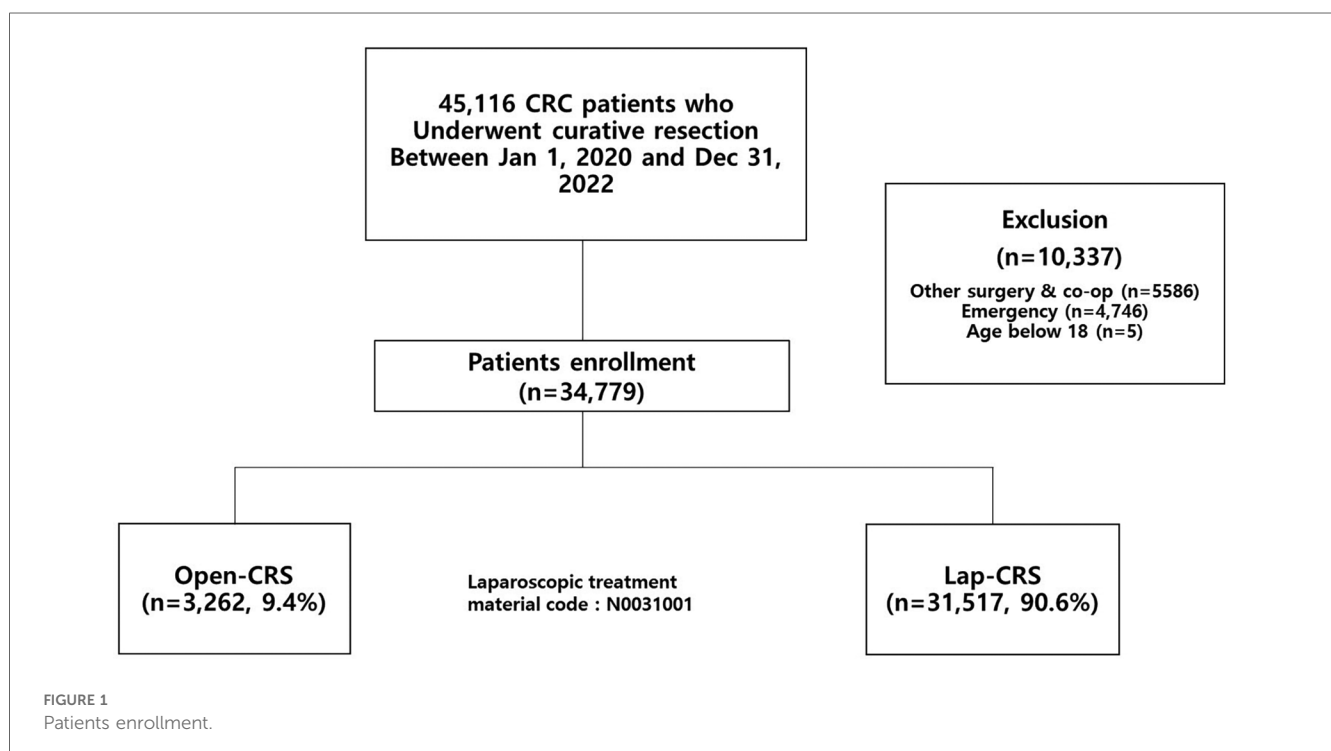 45,116 CRC patients who
Underwent curative resection
Between Jan 1, 2020 and Dec 31,
2022
Exclusion
(n=10,337)
Other surgery & co-op (n=5586)
Emergency (n=4,746)
Age below 18 (n=5)
Patients enrollment
(n=34,779)
Open-CRS
(n=3,262, 9.4%)
Laparoscopic treatment
material code : N0031001
Lap-CRS
(n=31,517, 90.6%)
FIGURE 1
Patients enrollment.